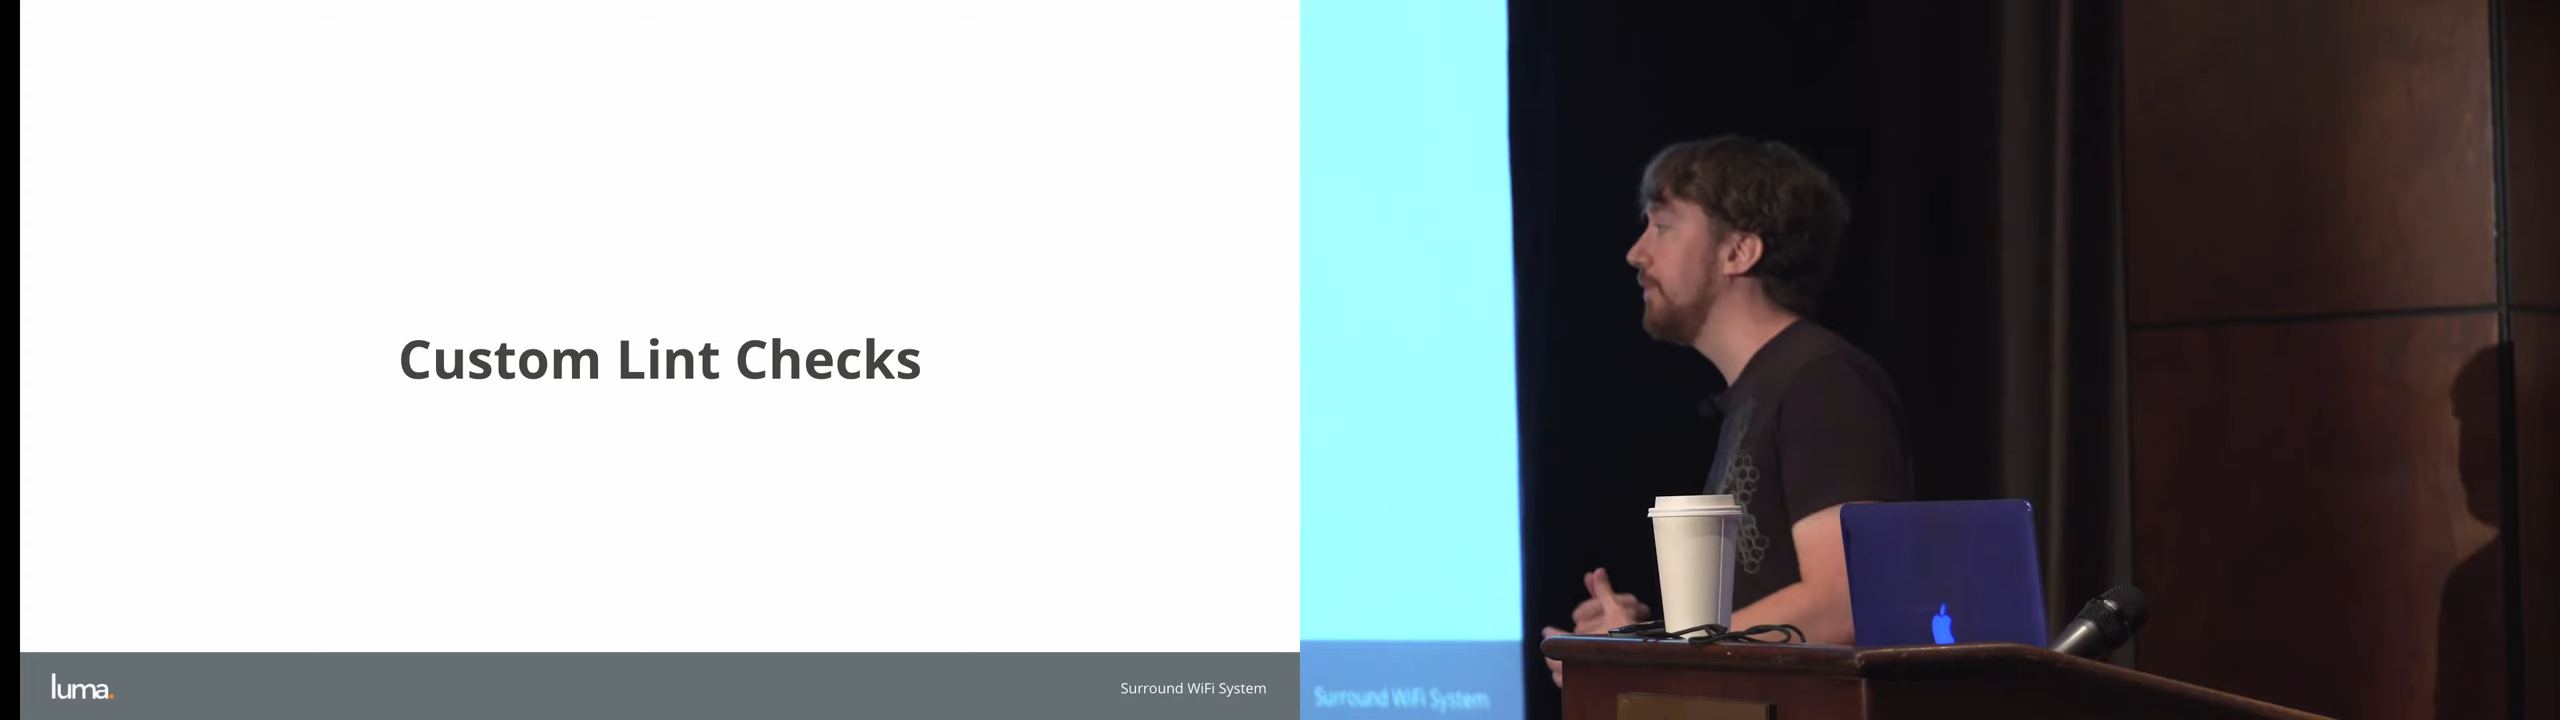 Custom Lint Checks
luma.
Surround WiFi System
Surround WiFi System